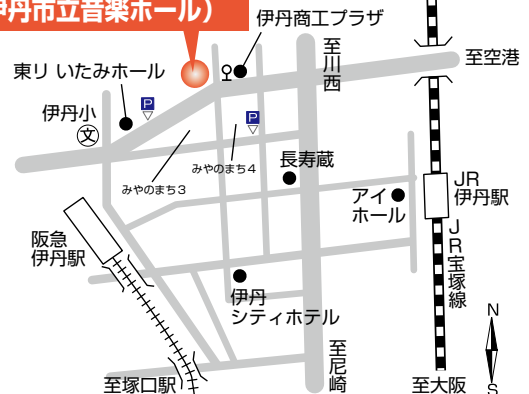 伊丹市立音楽ホール）
伊丹商工プラザ
至川西
至空港
東リ いたみホール
伊丹小
文
P
P
みやのまち3
みやのまち4
長寿蔵
アイ
ホール
JR
伊丹駅
阪急
伊丹駅
JR宝塚線
伊丹
シティホテル
至尼崎
至塚口駅
至大阪
N
S